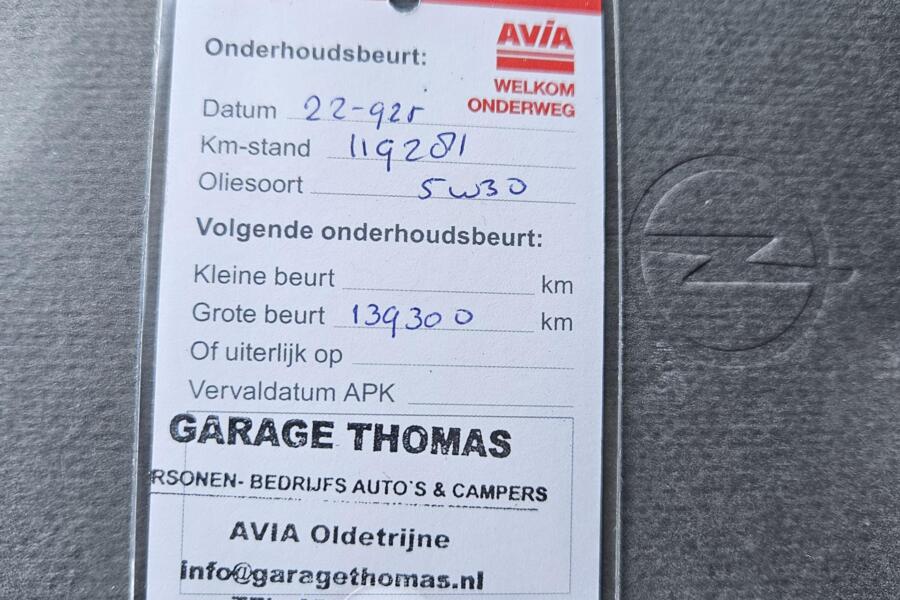 AVIA
Onderhoudsbeurt:
WELKOM
ONDERWEG
Datum 22-925
Km-stand 119281
Oliesoort 5w30
Volgende onderhoudsbeurt:
Kleine beurt km
Grote beurt 139300 km
Of uiterlijk op
Vervaldatum APK
GARAGE THOMAS
RSONEN- BEDRIJFS AUTO'S & CAMPERS
AVIA Oldetrijne
info@garagethomas.nl